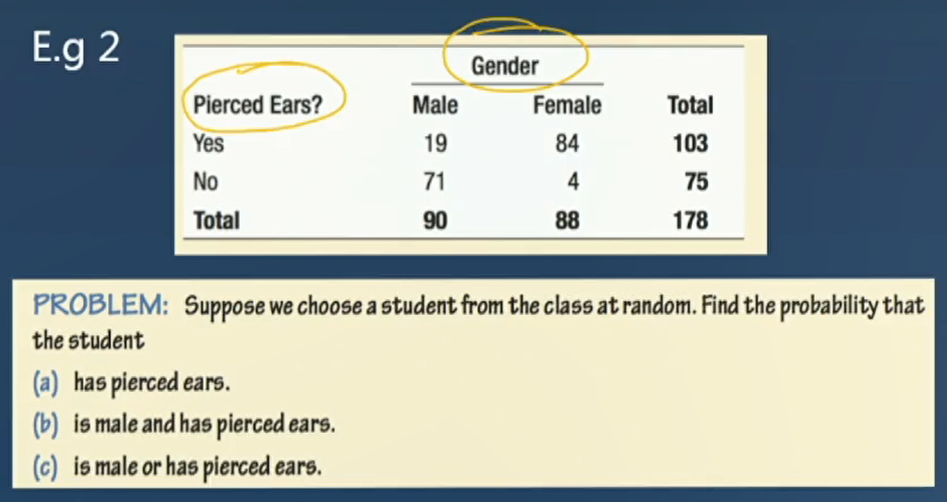 E.g 2
Gender
Pierced Ears? Male Female Total
Yes 19 84 103
No 71 4 75
Total 90 88 178
PROBLEM: Suppose we choose a student from the class at random. Find the probability that
the student
(a) has pierced ears.
(b) is male and has pierced ears.
(c) is male or has pierced ears.